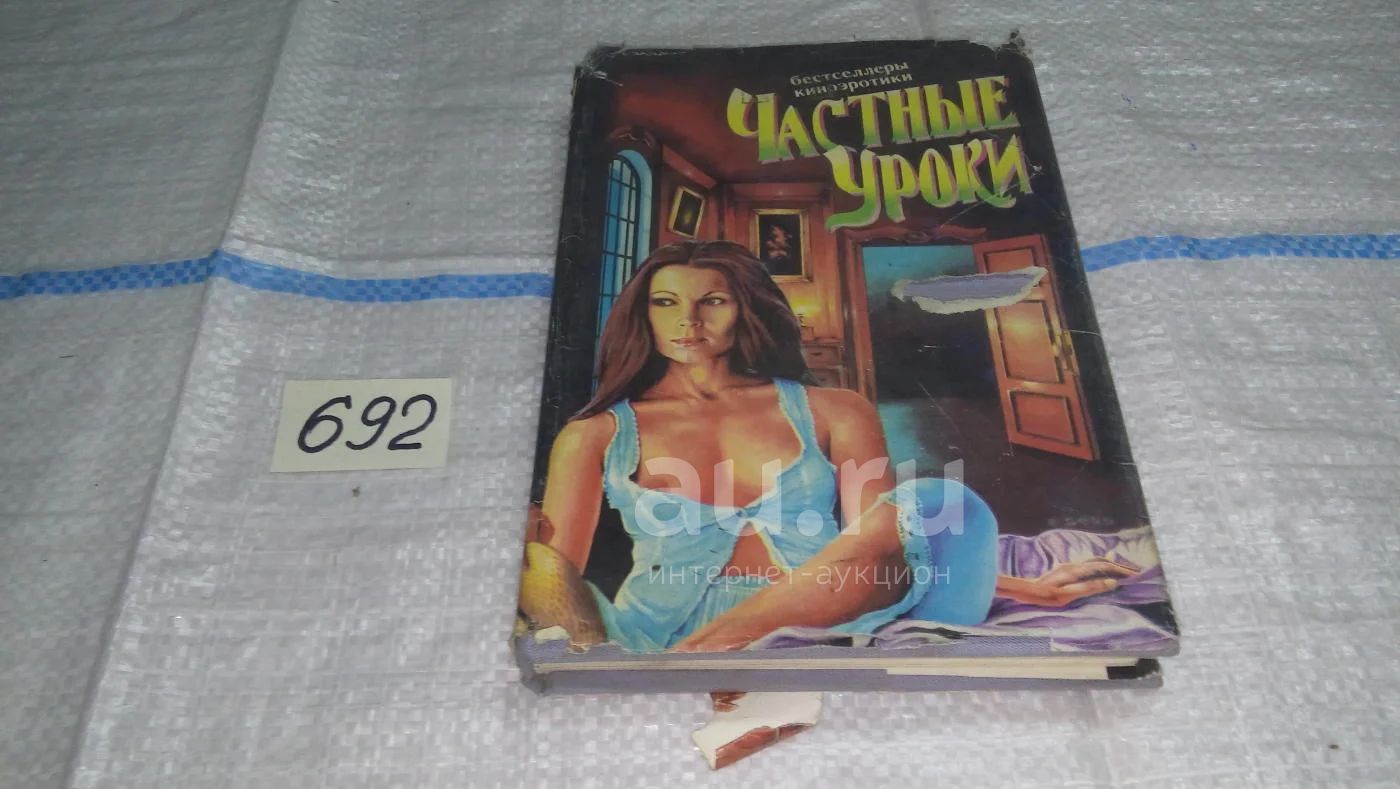 бестселлеры
киноэротики
ЧАСТНЫЕ
УРОКИ
692
au.ru
интернет-аукцион